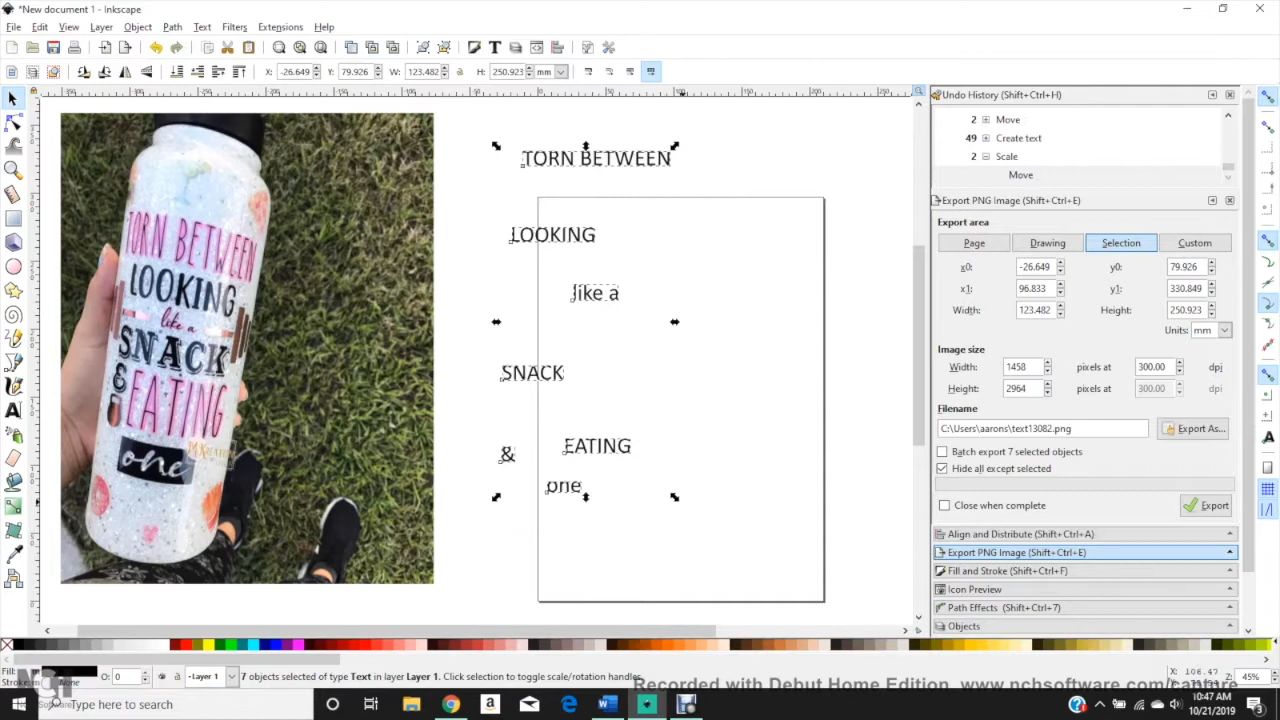 *New document 1 - Inkscape
File Edit View Layer Object Path Text Filters Extensions Help
X: -26.649 Y: 79.926 W: 123.482 H: 250.923 mm
Undo History (Shift+Ctrl+H)
2 Move
49 Create text
2 Scale
Move
Export PNG Image (Shift+Ctrl+E)
Export area
Page Drawing Selection Custom
x0: -26.649 y0: 79.926
x1: 96.833 y1: 330.849
Width: 123.482 Height: 250.923
Units: mm
Image size
Width: 1458 pixels at 300.00 dpi
Height: 2964 pixels at 300.00 dpi
Filename
C:\Users\aarons\text13082.png Export As...
Batch export 7 selected objects
Hide all except selected
Close when complete Export
Align and Distribute (Shift+Ctrl+A)
Export PNG Image (Shift+Ctrl+E)
Fill and Stroke (Shift+Ctrl+F)
Icon Preview
Path Effects (Shift+Ctrl+7)
Objects
TORN BETWEEN
LOOKING
like a
SNACK
& EATING
one
TORN BETWEEN
LOOKING
like a
SNACK
& EATING
one
Fill:
Stroke: None
O: 0
-Layer 1
7 objects selected of type Text in layer Layer 1. Click selection to toggle scale/rotation handles.
X: 106.47
Z: 45%
Recorded with Debut Home Edition. www.nchsoftware.com/capture
NCH
NCH Software
Type here to search
10:47 AM
10/21/2019
3